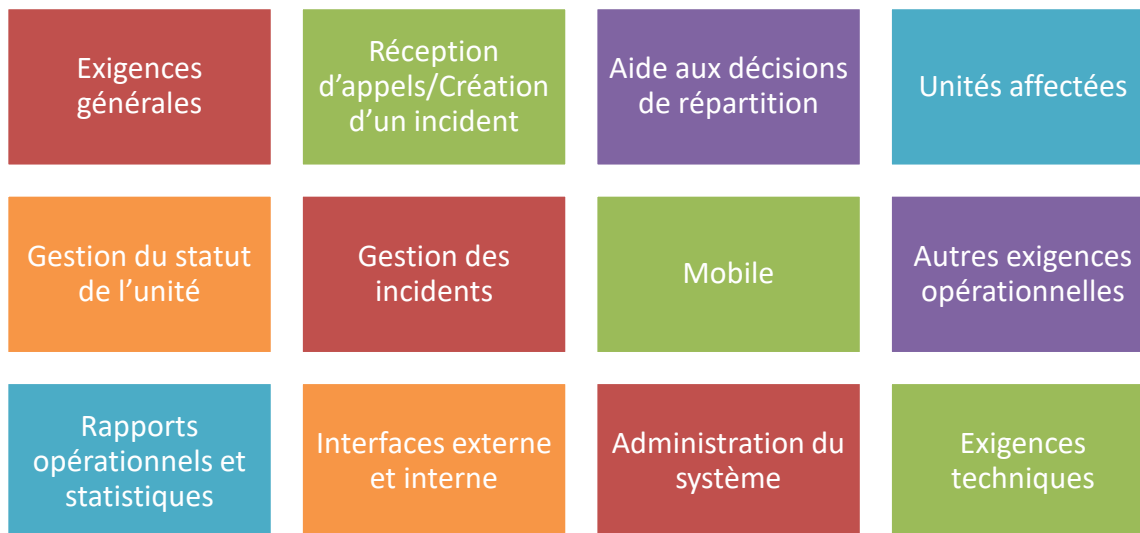 Exigences
générales
Réception
d’appels/Création
d’un incident
Aide aux décisions
de répartition
Unités affectées
Gestion du statut
de l’unité
Gestion des
incidents
Mobile
Autres exigences
opérationnelles
Rapports
opérationnels et
statistiques
Interfaces externe
et interne
Administration du
système
Exigences
techniques